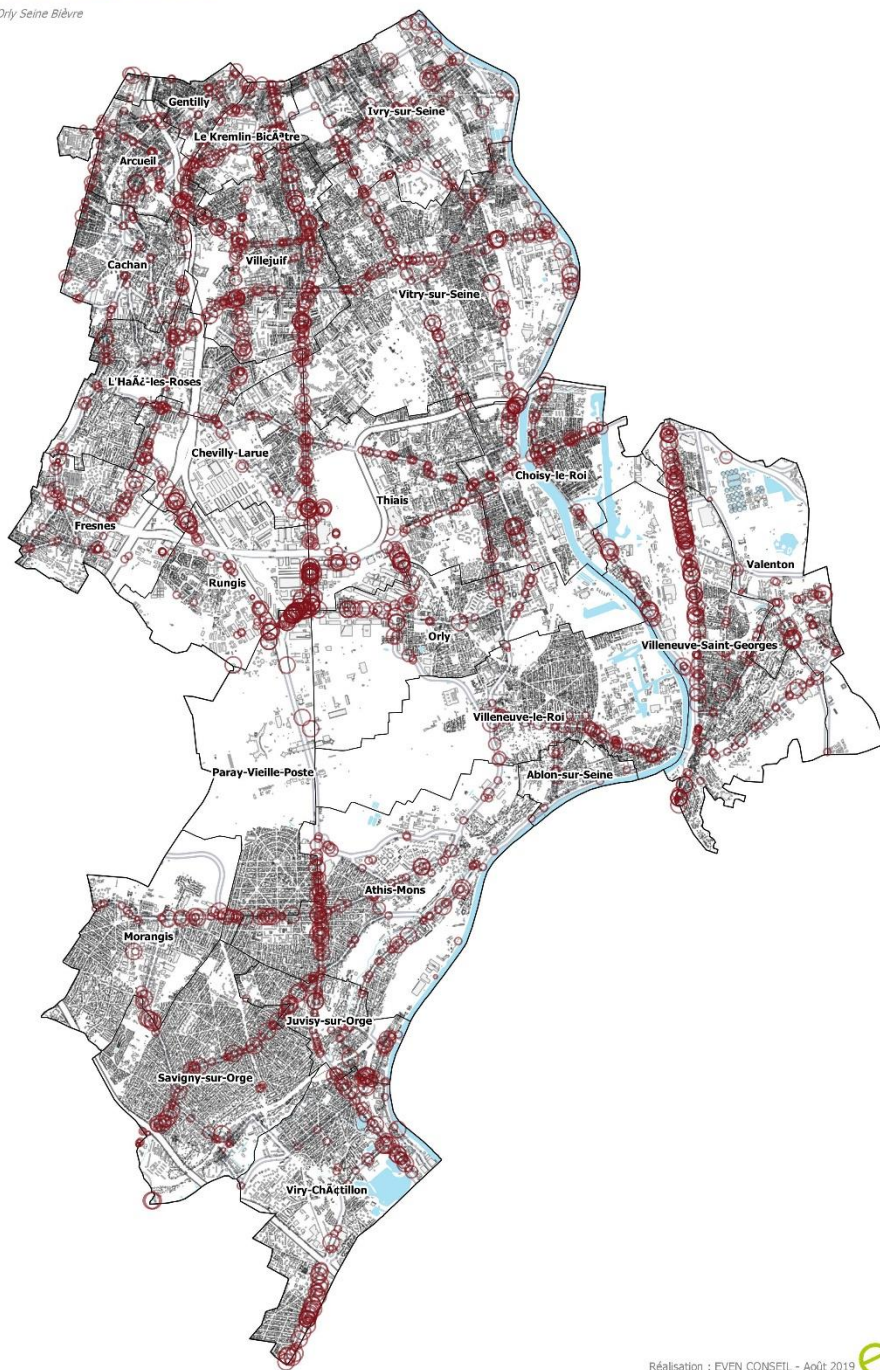 Orly Seine Bièvre
Gentilly
Ivry-sur-Seine
Le Kremlin-BicÃªtre
Arcueil
Cachan
Villejuif
Vitry-sur-Seine
L'HaÃ¿-les-Roses
Chevilly-Larue
Choisy-le-Roi
Thiais
Fresnes
Valenton
Rungis
Orly
Villeneuve-Saint-Georges
Villeneuve-le-Roi
Paray-Vieille-Poste
Ablon-sur-Seine
Athis-Mons
Morangis
Juvisy-sur-Orge
Savigny-sur-Orge
Viry-ChÃ¢tillon
Réalisation : EVEN CONSEIL - Août 2019